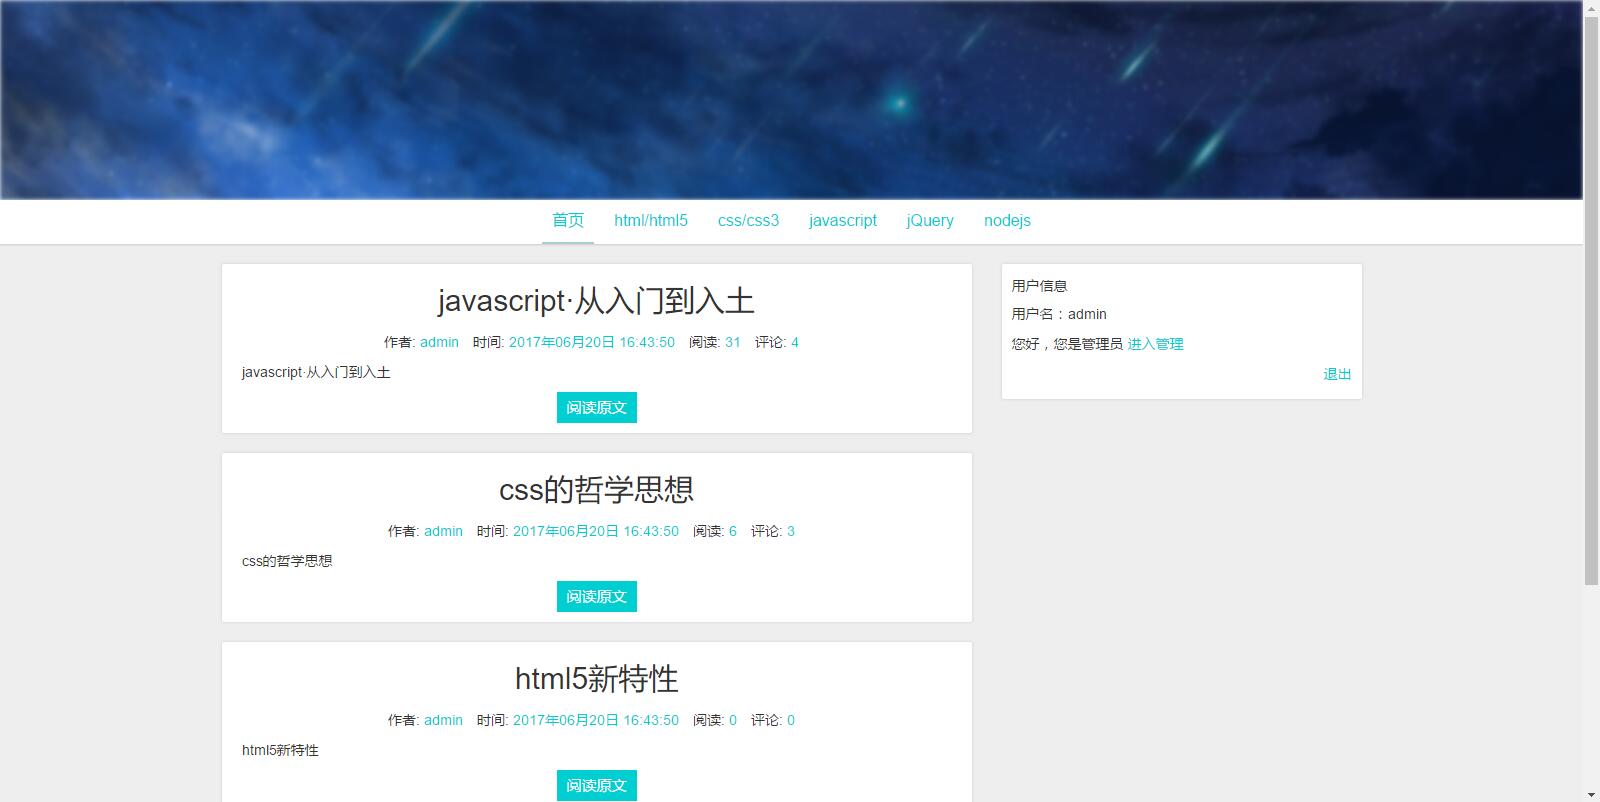 首页 html/html5 css/css3 javascript jQuery nodejs
javascript·从入门到入土
作者: admin 时间: 2017年06月20日 16:43:50 阅读: 31 评论: 4
javascript·从入门到入土
阅读原文
css的哲学思想
作者: admin 时间: 2017年06月20日 16:43:50 阅读: 6 评论: 3
css的哲学思想
阅读原文
html5新特性
作者: admin 时间: 2017年06月20日 16:43:50 阅读: 0 评论: 0
html5新特性
阅读原文
用户信息
用户名：admin
您好，您是管理员 进入管理
退出